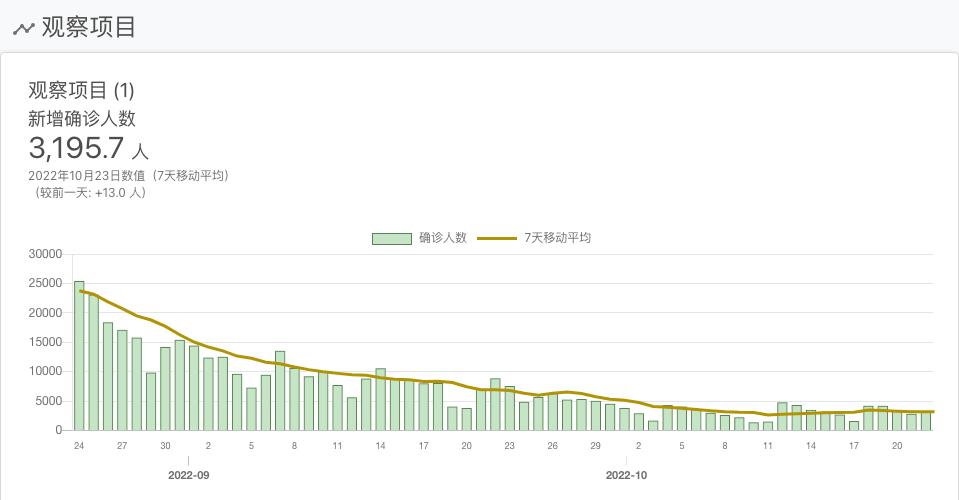 观察项目
观察项目 (1)
新增确诊人数
3,195.7 人
2022年10月23日数值（7天移动平均）
（较前一天: +13.0 人）
确诊人数 7天移动平均
30000
25000
20000
15000
10000
5000
0
24 27 30 2 5 8 11 14 17 20 23 26 29 2 5 8 11 14 17 20
2022-09 2022-10